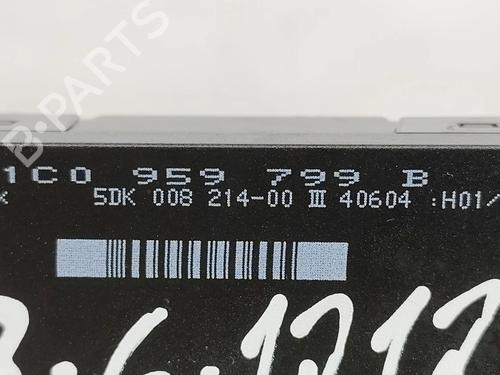 B-PARTS
1C0 959 799 B
5DK 008 214-00 III 40604 :H01/